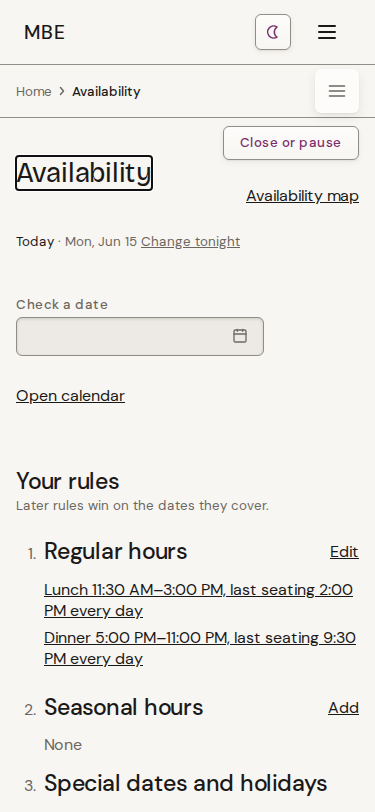 MBE
Home > Availability
Close or pause
Availability
Availability map
Today · Mon, Jun 15 Change tonight
Check a date
Open calendar
Your rules
Later rules win on the dates they cover.
1. Regular hours Edit
Lunch 11:30 AM–3:00 PM, last seating 2:00
PM every day
Dinner 5:00 PM–11:00 PM, last seating 9:30
PM every day
2. Seasonal hours Add
None
3. Special dates and holidays